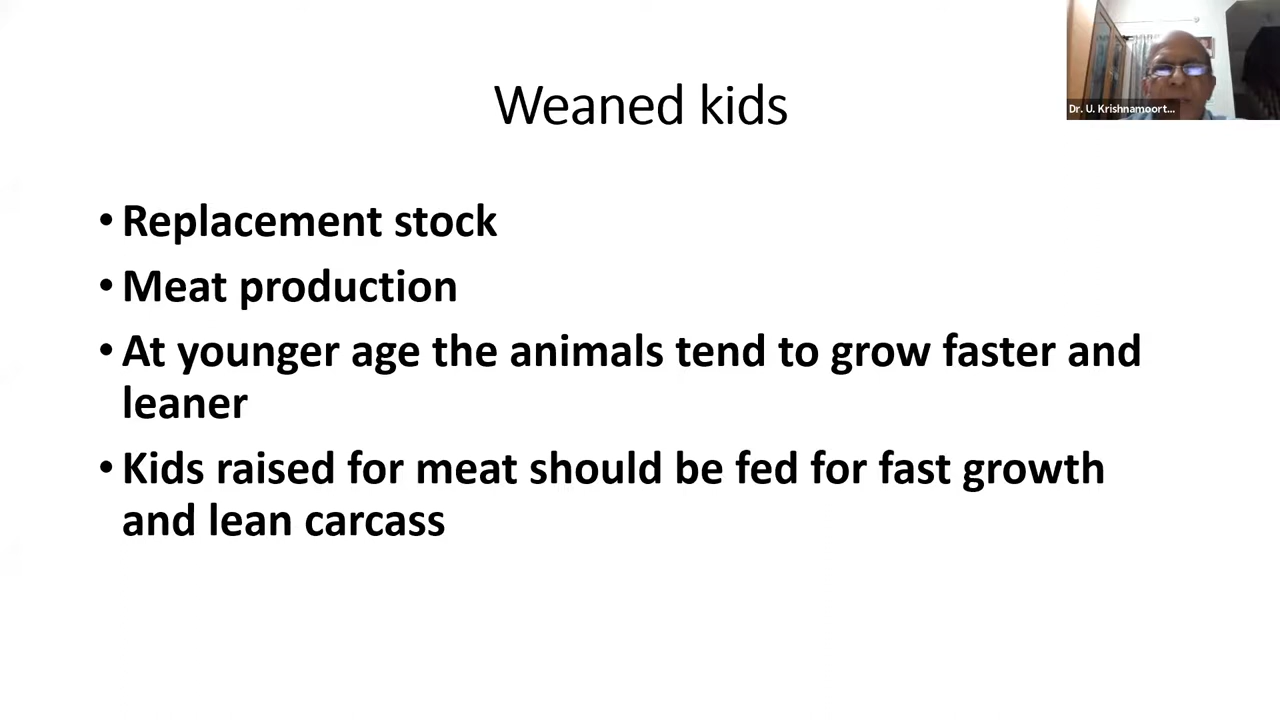 Dr. U. Krishnamoort...
Weaned kids
• Replacement stock
• Meat production
• At younger age the animals tend to grow faster and
leaner
• Kids raised for meat should be fed for fast growth
and lean carcass